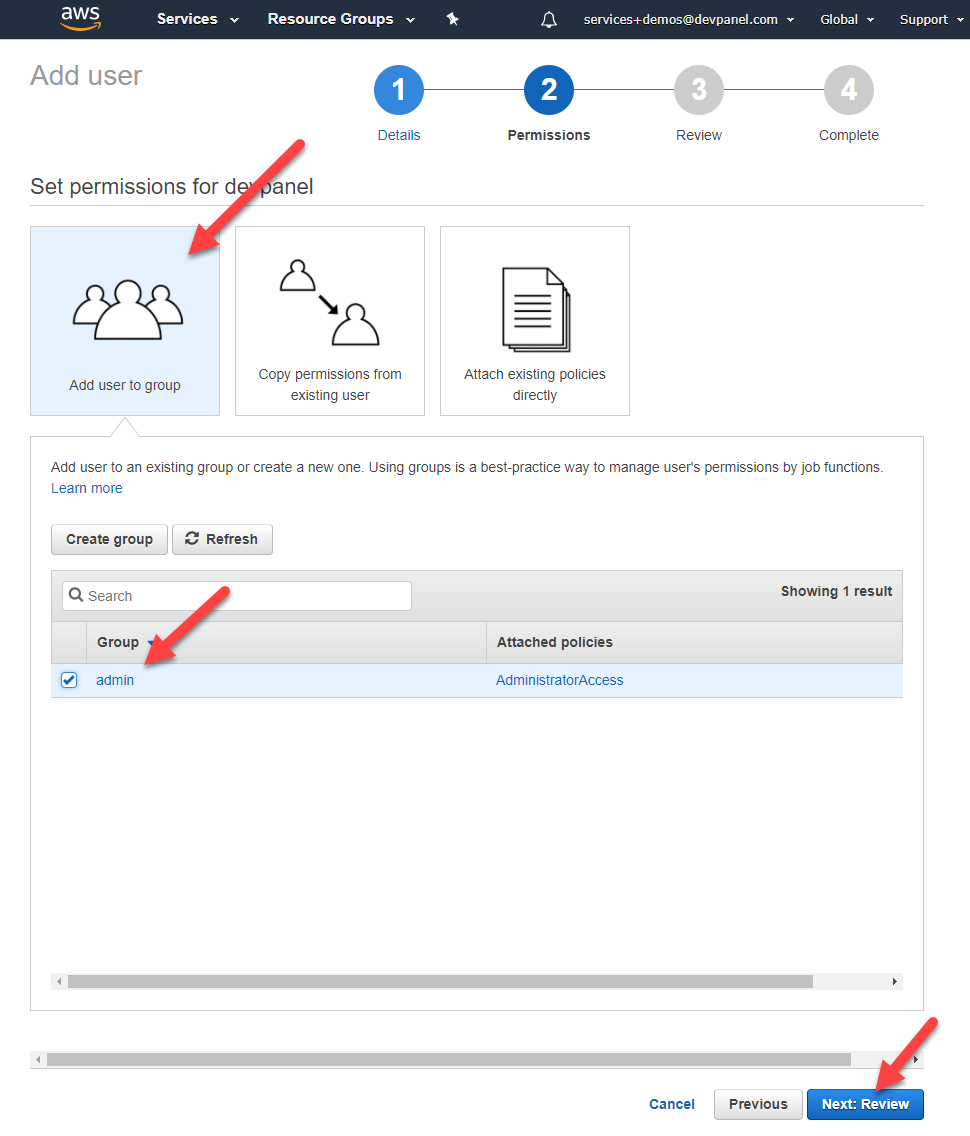 aws Services Resource Groups services+demos@devpanel.com Global Support
Add user
1 2 3 4
Details Permissions Review Complete
Set permissions for devpanel
Add user to group
Copy permissions from
existing user
Attach existing policies
directly
Add user to an existing group or create a new one. Using groups is a best-practice way to manage user's permissions by job functions.
Learn more
Create group Refresh
Search Showing 1 result
Group Attached policies
admin AdministratorAccess
Cancel Previous Next: Review